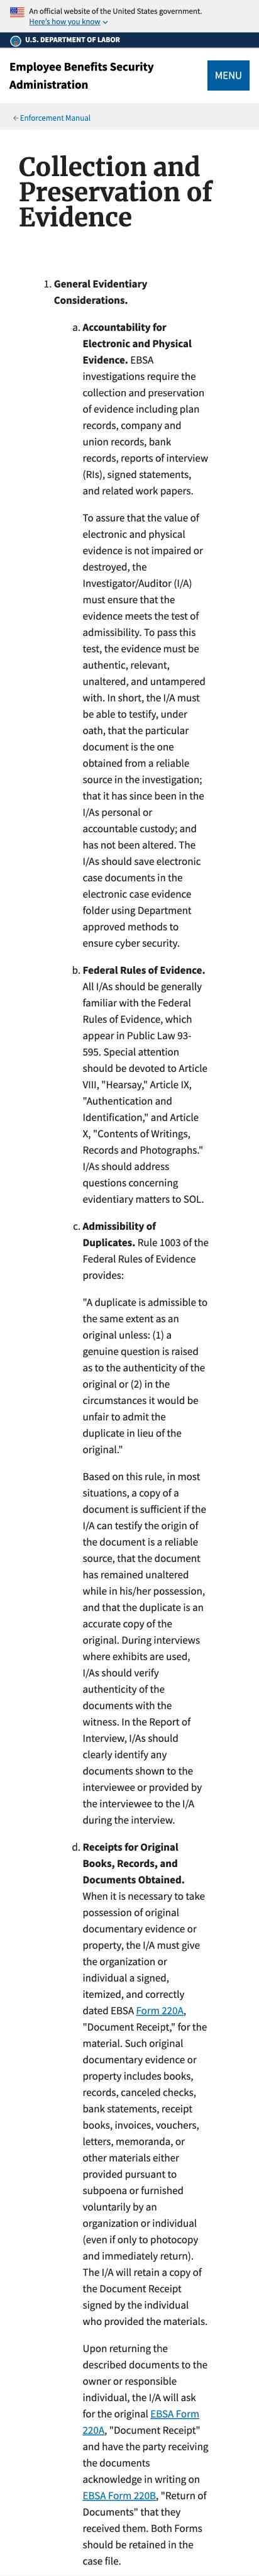 An official website of the United States government.
Here's how you know
U.S. DEPARTMENT OF LABOR
Employee Benefits Security
Administration
MENU
Enforcement Manual
Collection and
Preservation of
Evidence
1. General Evidentiary
Considerations.
a. Accountability for
Electronic and Physical
Evidence. EBSA
investigations require the
collection and preservation
of evidence including plan
records, company and
union records, bank
records, reports of interview
(RIs), signed statements,
and related work papers.
To assure that the value of
electronic and physical
evidence is not impaired or
destroyed, the
Investigator/Auditor (I/A)
must ensure that the
evidence meets the test of
admissibility. To pass this
test, the evidence must be
authentic, relevant,
unaltered, and untampered
with. In short, the I/A must
be able to testify, under
oath, that the particular
document is the one
obtained from a reliable
source in the investigation;
that it has since been in the
I/As personal or
accountable custody; and
has not been altered. The
I/As should save electronic
case documents in the
electronic case evidence
folder using Department
approved methods to
ensure cyber security.
b. Federal Rules of Evidence.
All I/As should be generally
familiar with the Federal
Rules of Evidence, which
appear in Public Law 93-
595. Special attention
should be devoted to Article
VIII, "Hearsay," Article IX,
"Authentication and
Identification," and Article
X, "Contents of Writings,
Records and Photographs."
I/As should address
questions concerning
evidentiary matters to SOL.
c. Admissibility of
Duplicates. Rule 1003 of the
Federal Rules of Evidence
provides:
"A duplicate is admissible to
the same extent as an
original unless: (1) a
genuine question is raised
as to the authenticity of the
original or (2) in the
circumstances it would be
unfair to admit the
duplicate in lieu of the
original."
Based on this rule, in most
situations, a copy of a
document is sufficient if the
I/A can testify the origin of
the document is a reliable
source, that the document
has remained unaltered
while in his/her possession,
and that the duplicate is an
accurate copy of the
original. During interviews
where exhibits are used,
I/As should verify
authenticity of the
documents with the
witness. In the Report of
Interview, I/As should
clearly identify any
documents shown to the
interviewee or provided by
the interviewee to the I/A
during the interview.
d. Receipts for Original
Books, Records, and
Documents Obtained.
When it is necessary to take
possession of original
documentary evidence or
property, the I/A must give
the organization or
individual a signed,
itemized, and correctly
dated EBSA Form 220A,
"Document Receipt," for the
material. Such original
documentary evidence or
property includes books,
records, canceled checks,
bank statements, receipt
books, invoices, vouchers,
letters, memoranda, or
other materials either
provided pursuant to
subpoena or furnished
voluntarily by an
organization or individual
(even if only to photocopy
and immediately return).
The I/A will retain a copy of
the Document Receipt
signed by the individual
who provided the materials.
Upon returning the
described documents to the
owner or responsible
individual, the I/A will ask
for the original EBSA Form
220A, "Document Receipt"
and have the party receiving
the documents
acknowledge in writing on
EBSA Form 220B, "Return of
Documents" that they
received them. Both Forms
should be retained in the
case file.